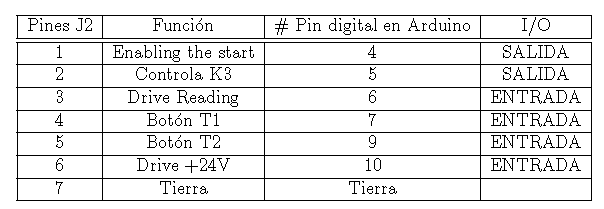 Pines J2 Función # Pin digital en Arduino I/O
1 Enabling the start 4 SALIDA
2 Controla K3 5 SALIDA
3 Drive Reading 6 ENTRADA
4 Botón T1 7 ENTRADA
5 Botón T2 9 ENTRADA
6 Drive +24V 10 ENTRADA
7 Tierra Tierra